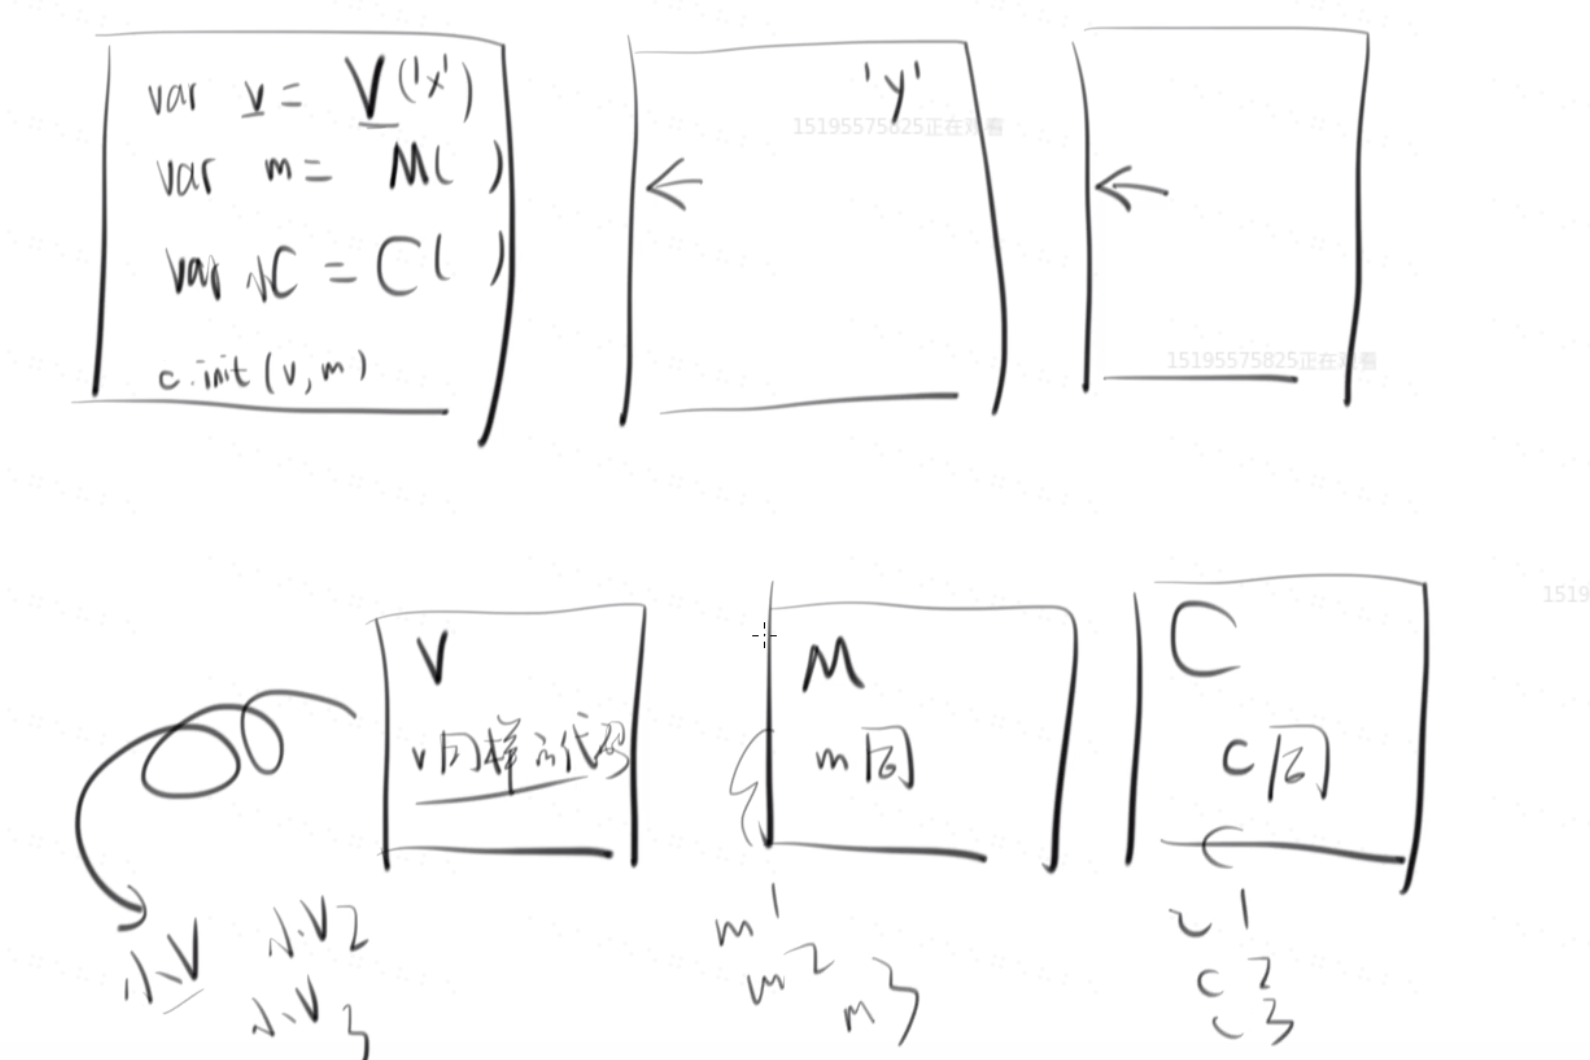 var v = V('x')
var m = M( )
var 小C = C( )
c.init(v,m)
'y'
15195575825正在观看
15195575825正在观看
1519
V
v同样的代码
M
m同
C
c同
小V
小V2
小V3
m1
m2
m3
c1
c2
c3